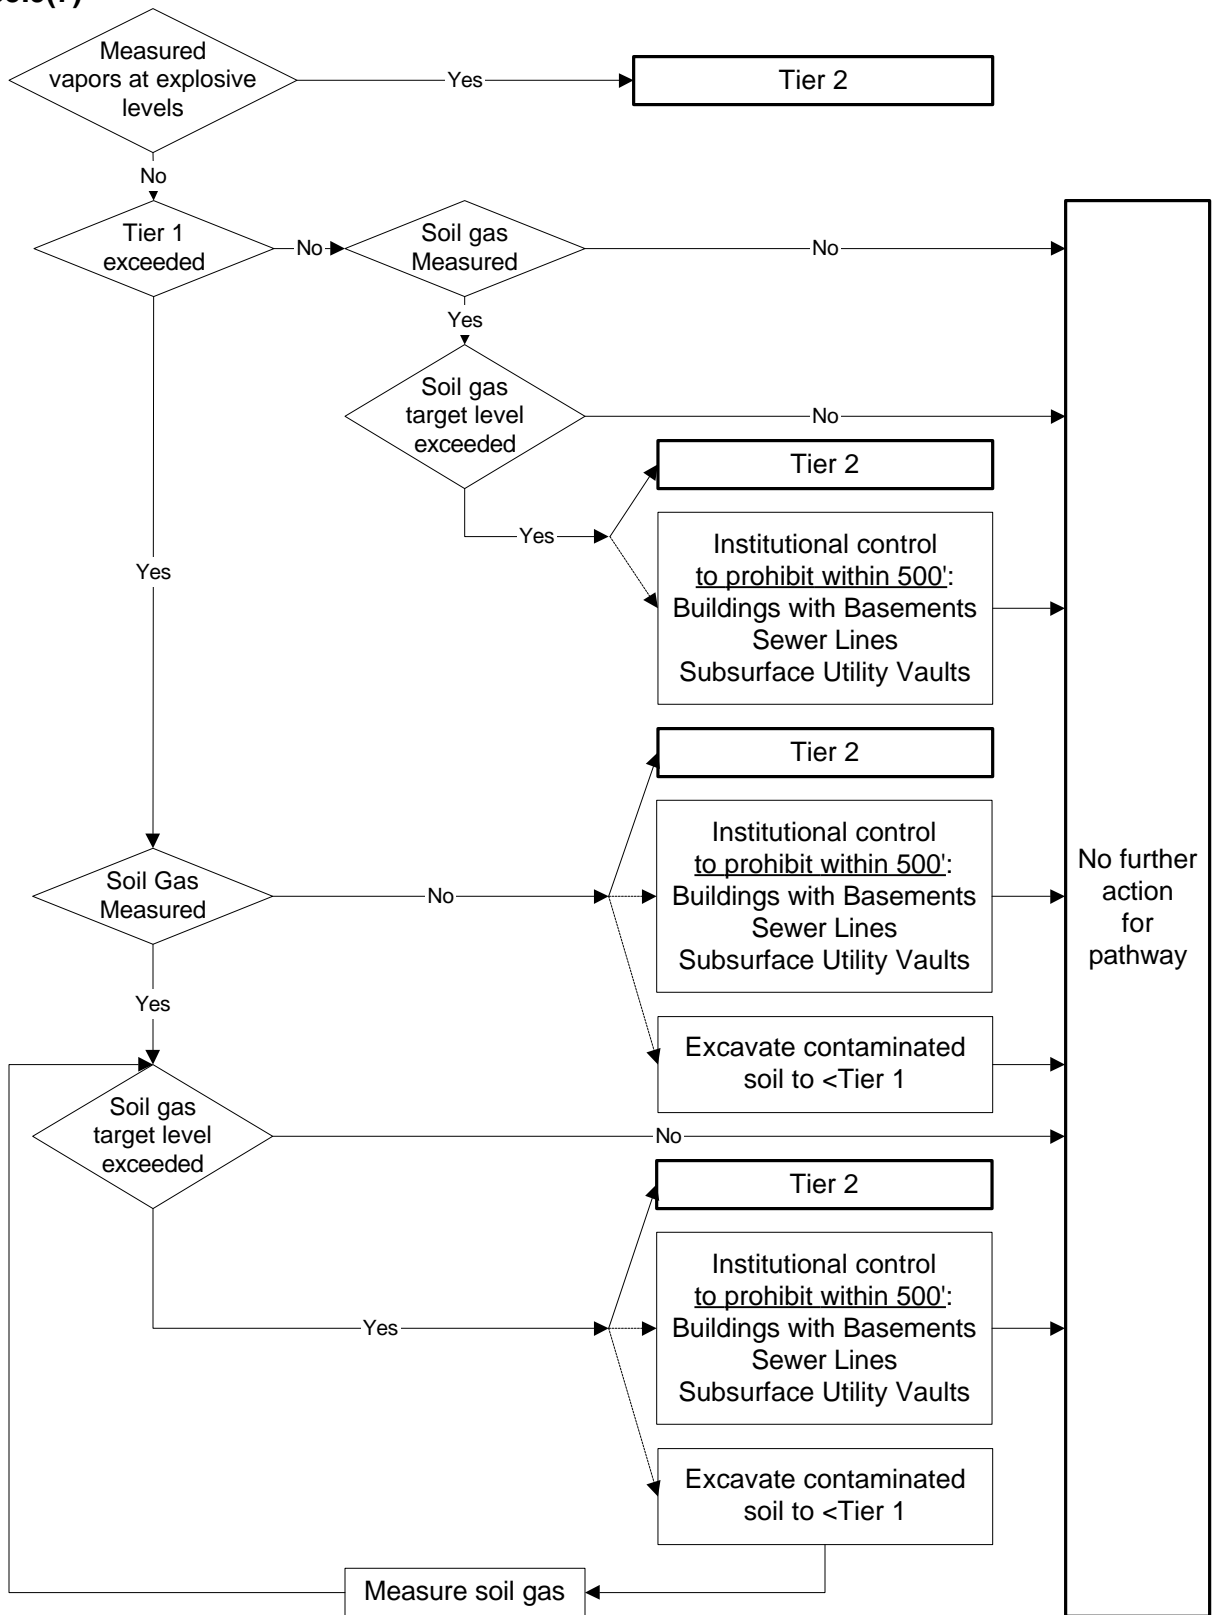 Measured
vapors at explosive
levels
Yes
Tier 2
No
Tier 1
exceeded
No
Soil gas
Measured
No
Yes
Soil gas
target level
exceeded
No
Tier 2
Yes
Institutional control
to prohibit within 500':
Buildings with Basements
Sewer Lines
Subsurface Utility Vaults
Yes
Tier 2
Soil Gas
Measured
No
Institutional control
to prohibit within 500':
Buildings with Basements
Sewer Lines
Subsurface Utility Vaults
No further
action
for
pathway
Yes
Excavate contaminated
soil to <Tier 1
Soil gas
target level
exceeded
No
Tier 2
Yes
Institutional control
to prohibit within 500':
Buildings with Basements
Sewer Lines
Subsurface Utility Vaults
Excavate contaminated
soil to <Tier 1
Measure soil gas